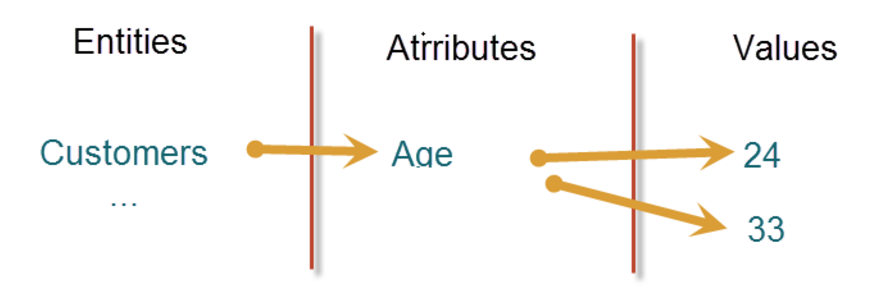 Entities
Atrributes
Values
Customers
Age
24
...
33